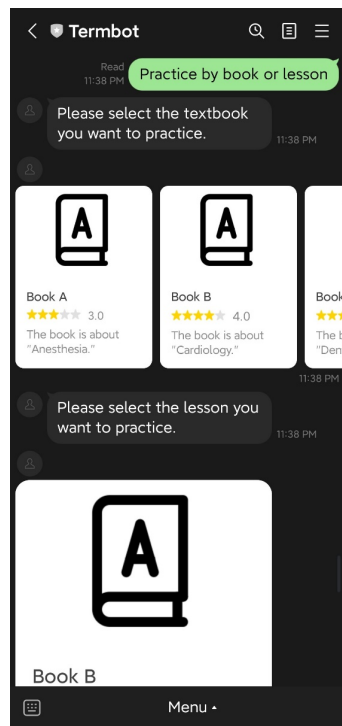 Termbot
Read
11:38 PM
Practice by book or lesson
Please select the textbook
you want to practice.
11:38 PM
A
A
Book A
Book B
Book
3.0
4.0
The book is about
"Anesthesia."
The book is about
"Cardiology."
11:38 PM
Please select the lesson you
want to practice.
11:38 PM
A
Book B
Menu